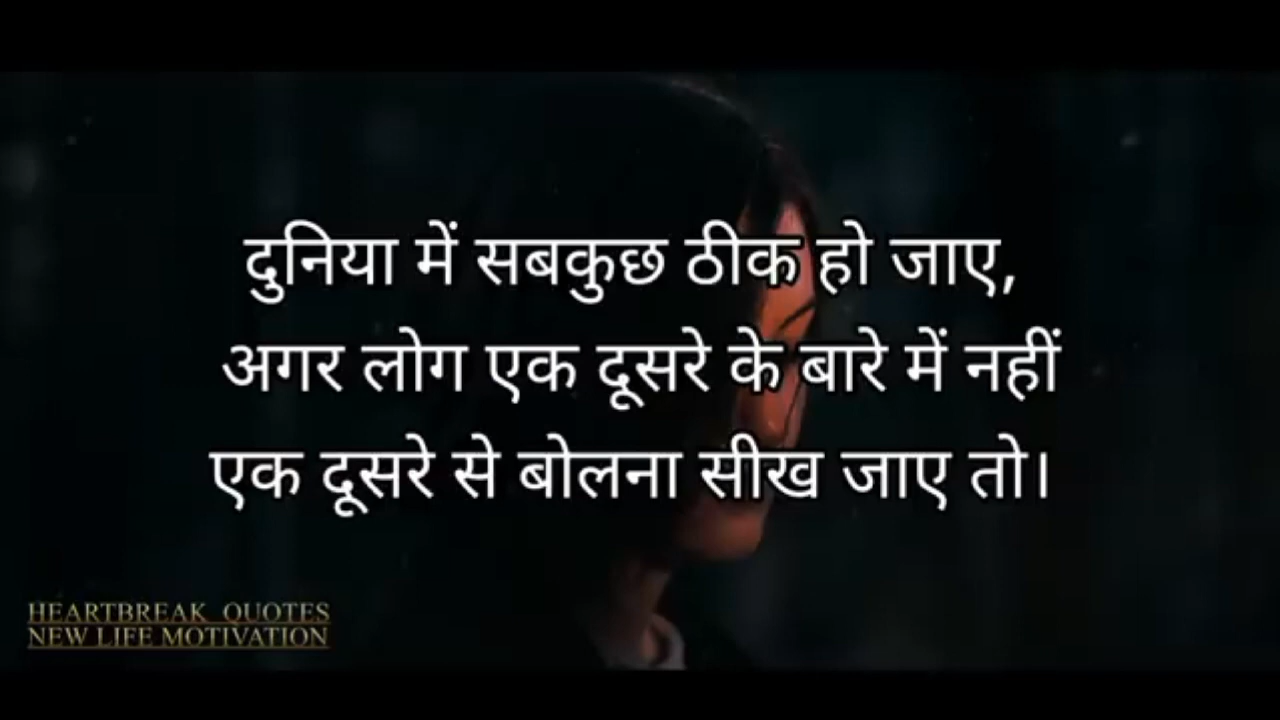 दुनिया में सबकुछ ठीक हो जाए,
अगर लोग एक दूसरे के बारे में नहीं
एक दूसरे से बोलना सीख जाए तो।
HEARTBREAK QUOTES
NEW LIFE MOTIVATION